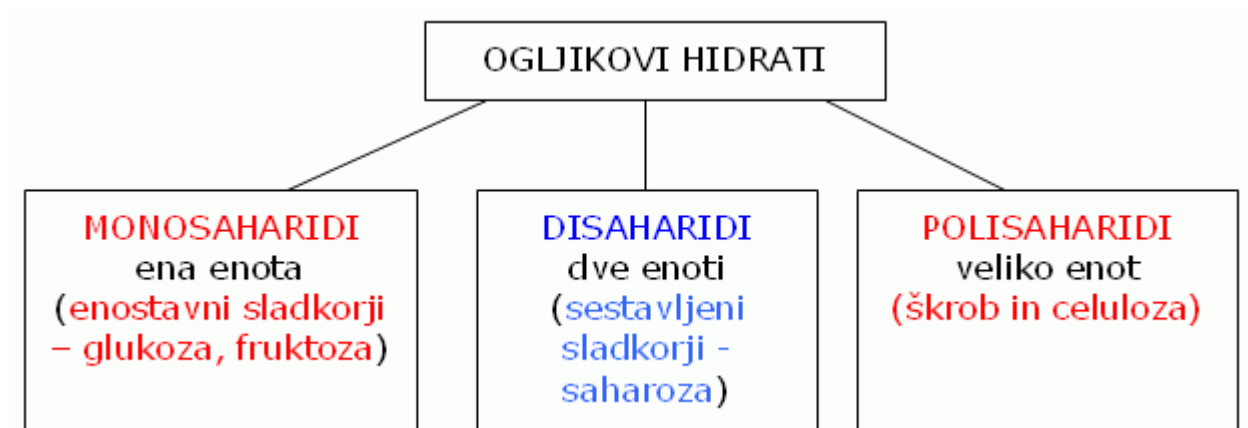 OGLJIKOVI HIDRATI
MONOSAHARIDI
ena enota
(enostavni sladkorji
– glukoza, fruktoza)
DISAHARIDI
dve enoti
(sestavljeni
sladkorji -
saharoza)
POLISAHARIDI
veliko enot
(škrob in celuloza)